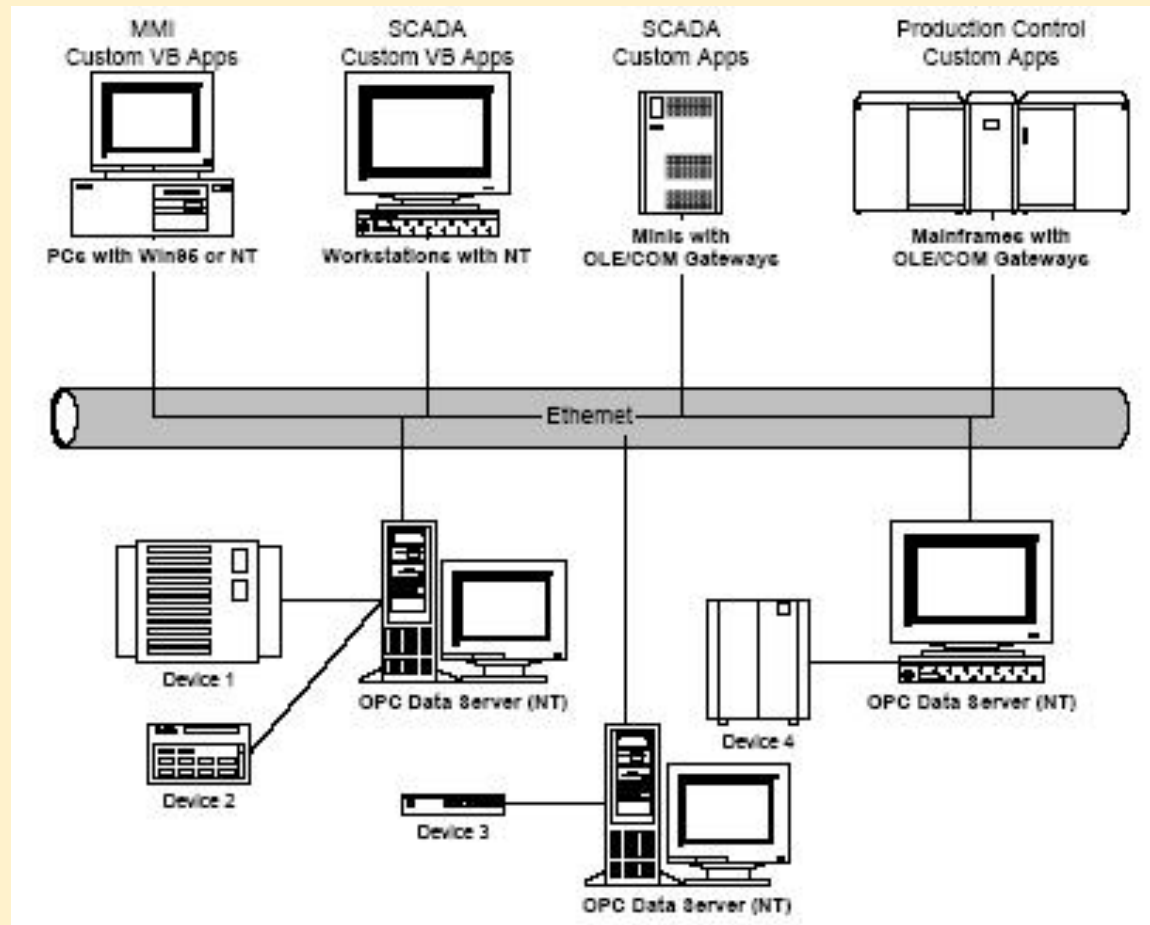 MMI
Custom VB Apps
SCADA
Custom VB Apps
SCADA
Custom Apps
Production Control
Custom Apps
PCs with Win95 or NT
Workstations with NT
Minis with
OLE/COM Gateways
Mainframes with
OLE/COM Gateways
Ethernet
Device 1
OPC Data Server (NT)
Device 2
Device 4
OPC Data Server (NT)
Device 3
OPC Data Server (NT)